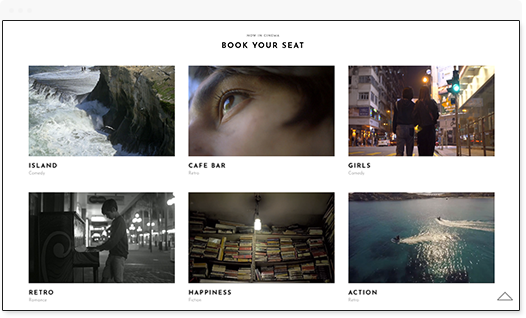 NOW IN CINEMA
BOOK YOUR SEAT
ISLAND
Comedy
CAFE BAR
Retro
GIRLS
Comedy
RETRO
Romance
HAPPINESS
Fiction
ACTION
Retro